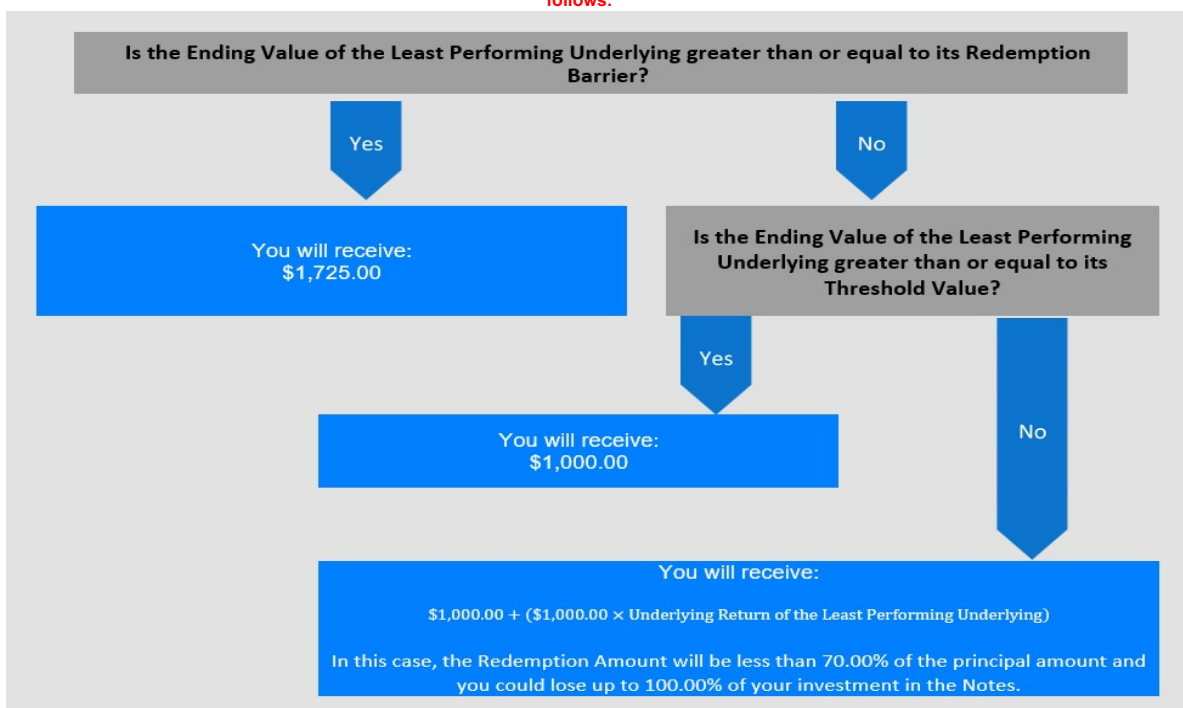 follows:
Is the Ending Value of the Least Performing Underlying greater than or equal to its Redemption
Barrier?
Yes
No
You will receive:
$1,725.00
Is the Ending Value of the Least Performing
Underlying greater than or equal to its
Threshold Value?
Yes
No
You will receive:
$1,000.00
You will receive:
$1,000.00 + ($1,000.00 × Underlying Return of the Least Performing Underlying)
In this case, the Redemption Amount will be less than 70.00% of the principal amount and
you could lose up to 100.00% of your investment in the Notes.